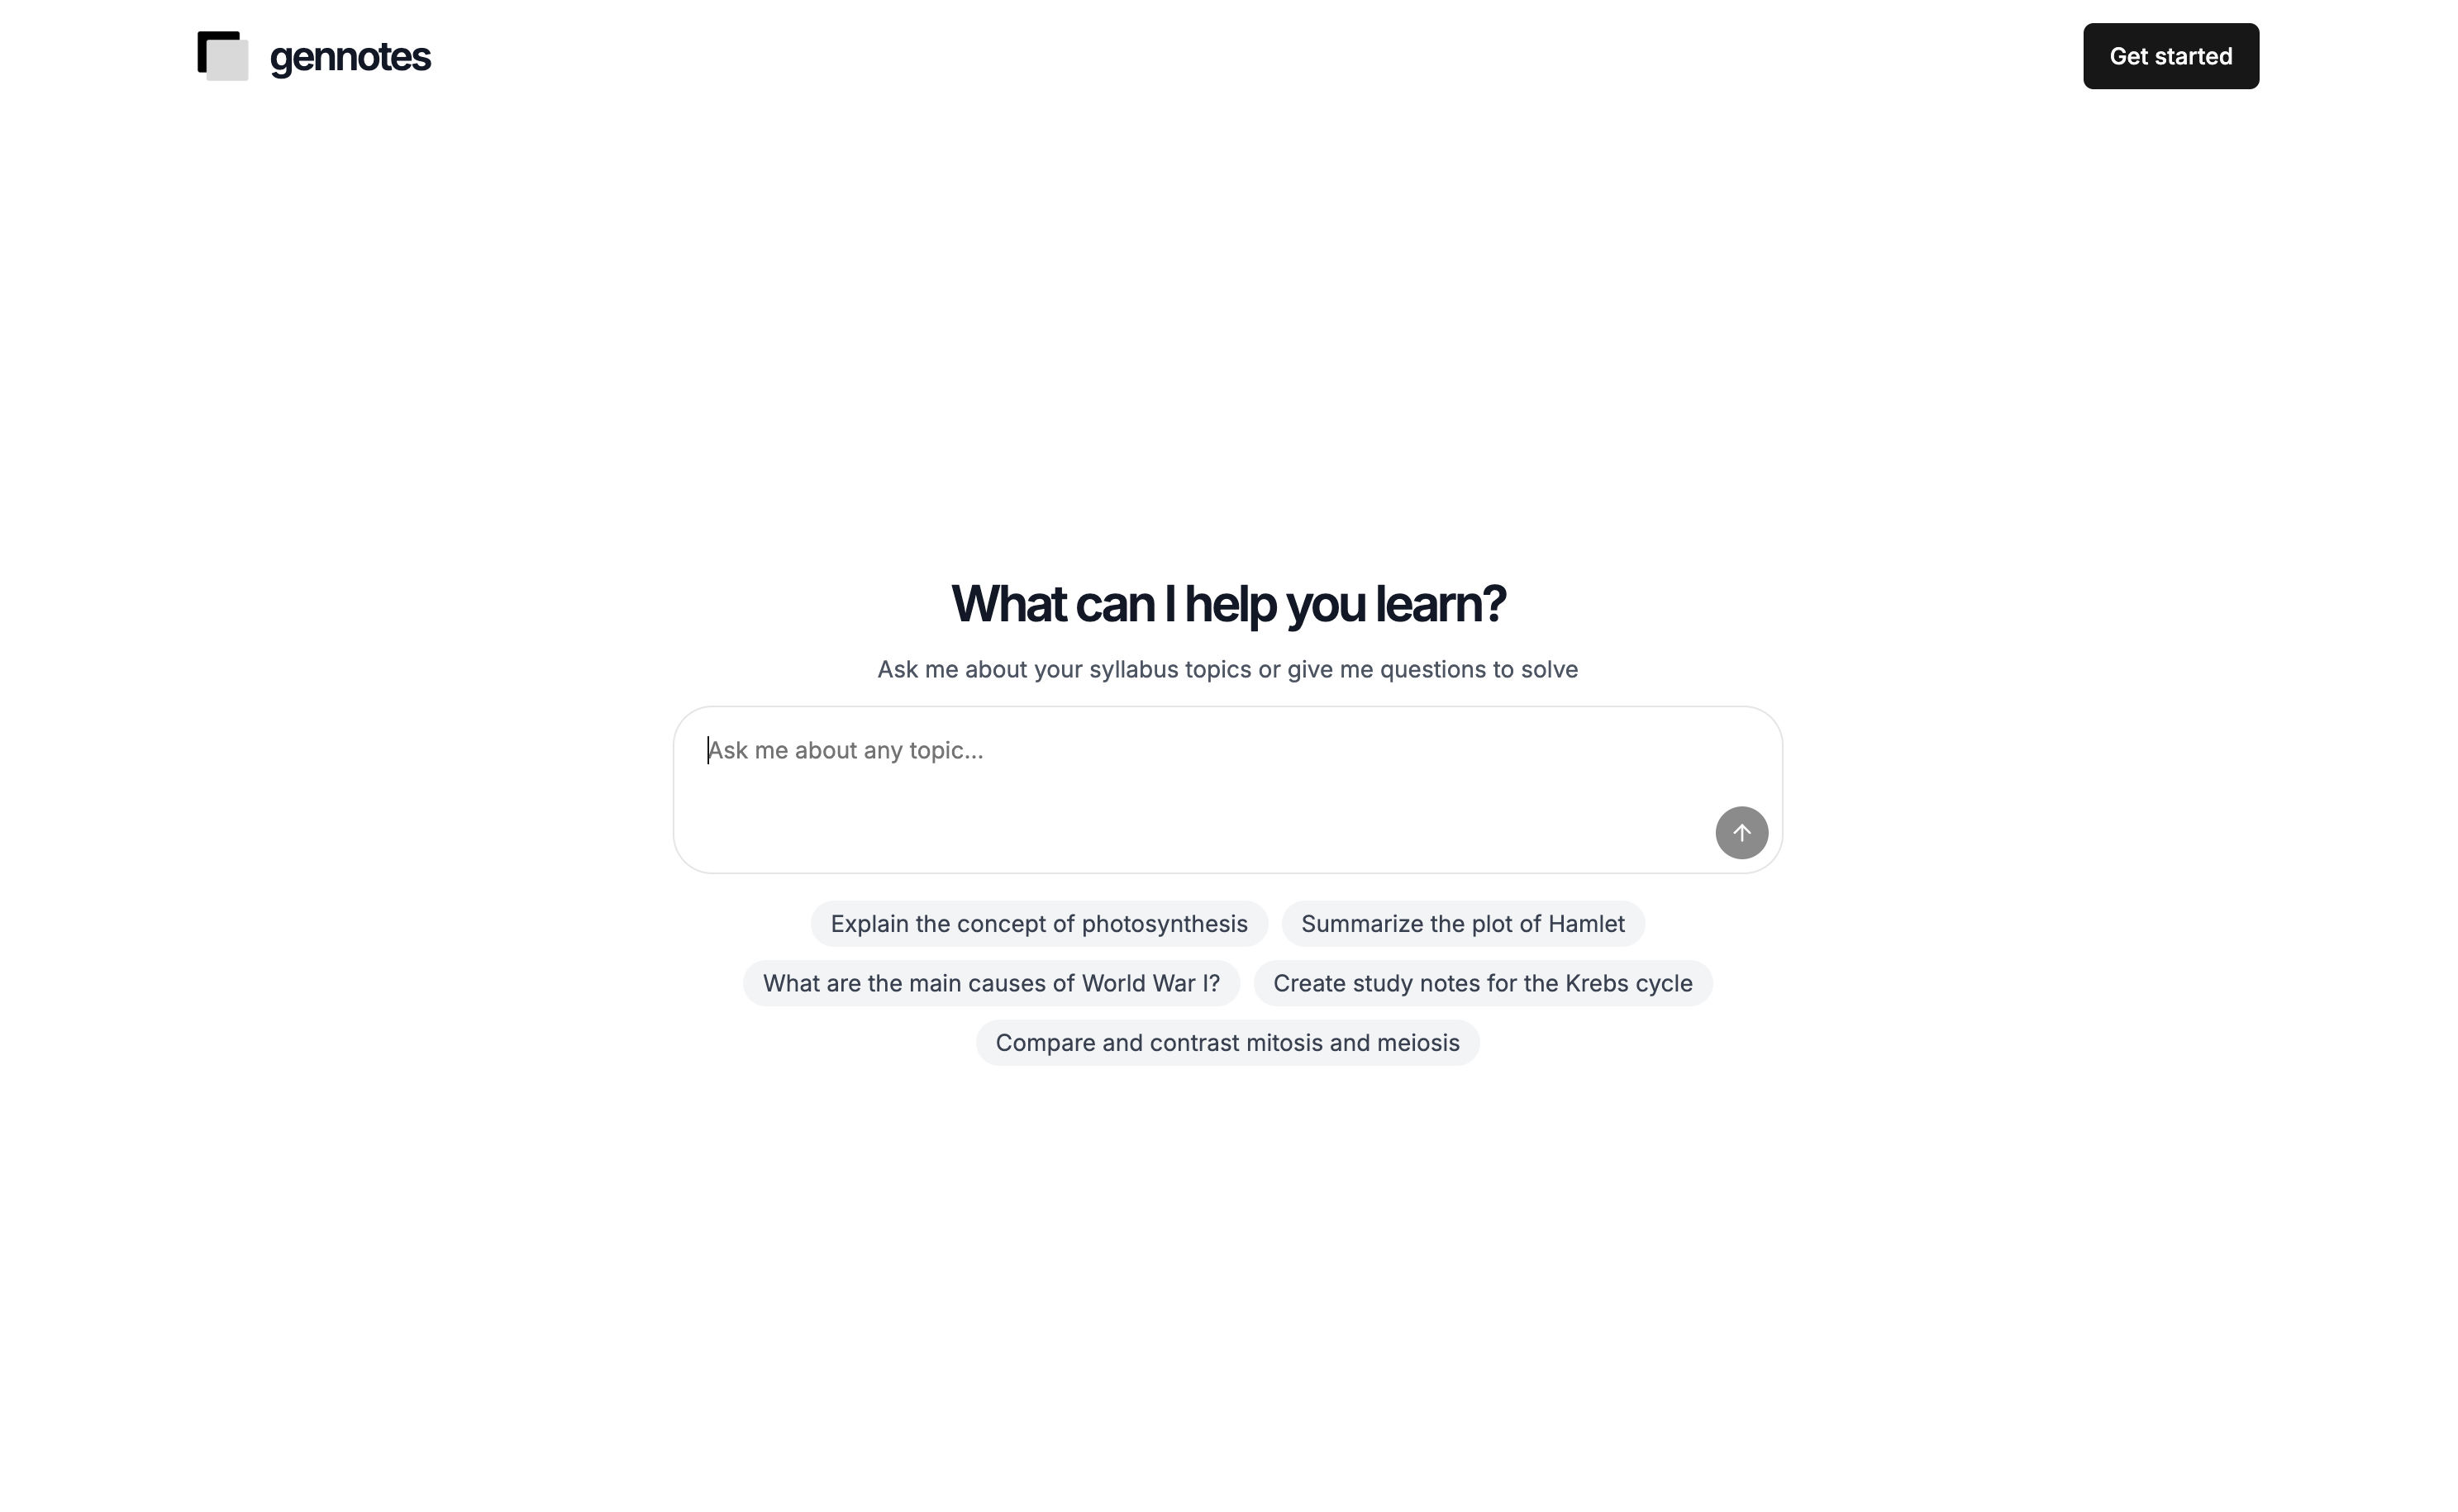 gennotes
Get started
What can I help you learn?
Ask me about your syllabus topics or give me questions to solve
Ask me about any topic...
Explain the concept of photosynthesis
Summarize the plot of Hamlet
What are the main causes of World War I?
Create study notes for the Krebs cycle
Compare and contrast mitosis and meiosis